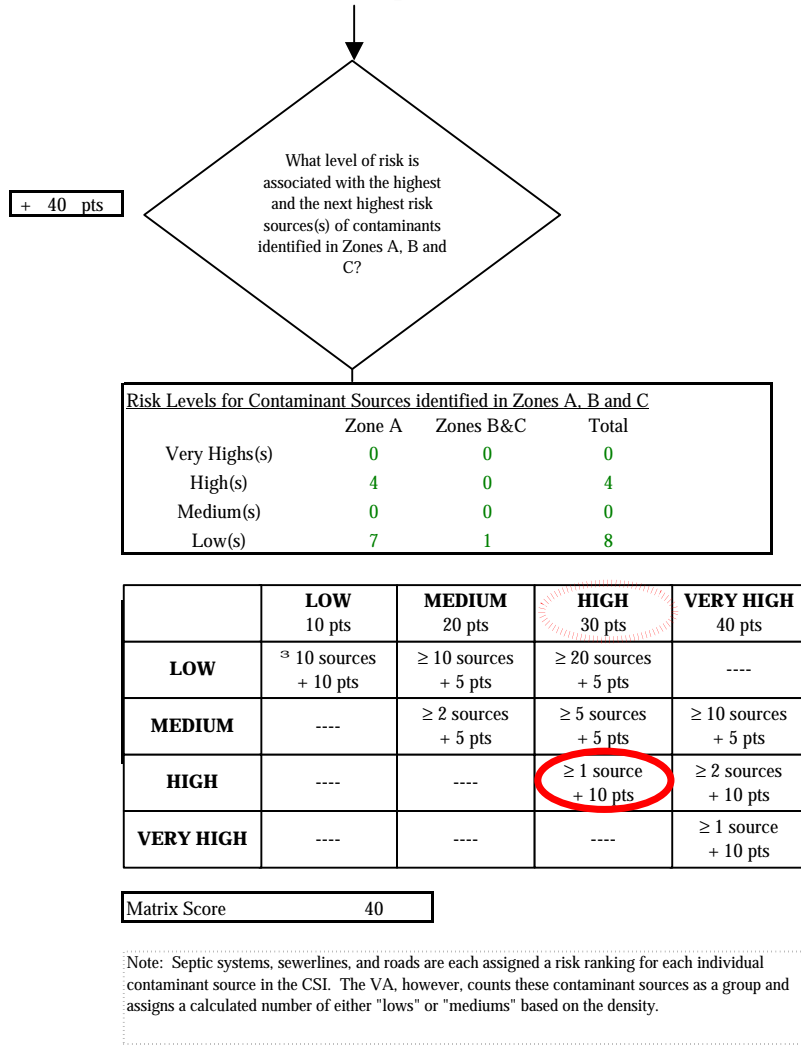 What level of risk is
associated with the highest
and the next highest risk
sources(s) of contaminants
identified in Zones A, B and
C?
+ 40 pts
Risk Levels for Contaminant Sources identified in Zones A, B and C
Zone A Zones B&C Total
Very Highs(s) 0 0 0
High(s) 4 0 4
Medium(s) 0 0 0
Low(s) 7 1 8
LOW MEDIUM HIGH VERY HIGH
10 pts 20 pts 30 pts 40 pts
LOW ³ 10 sources ≥ 10 sources ≥ 20 sources ----
+ 10 pts + 5 pts + 5 pts
MEDIUM ---- ≥ 2 sources ≥ 5 sources ≥ 10 sources
+ 5 pts + 5 pts + 5 pts
HIGH ---- ---- ≥ 1 source ≥ 2 sources
+ 10 pts + 10 pts
VERY HIGH ---- ---- ---- ≥ 1 source
+ 10 pts
Matrix Score 40
Note: Septic systems, sewerlines, and roads are each assigned a risk ranking for each individual
contaminant source in the CSI. The VA, however, counts these contaminant sources as a group and
assigns a calculated number of either "lows" or "mediums" based on the density.